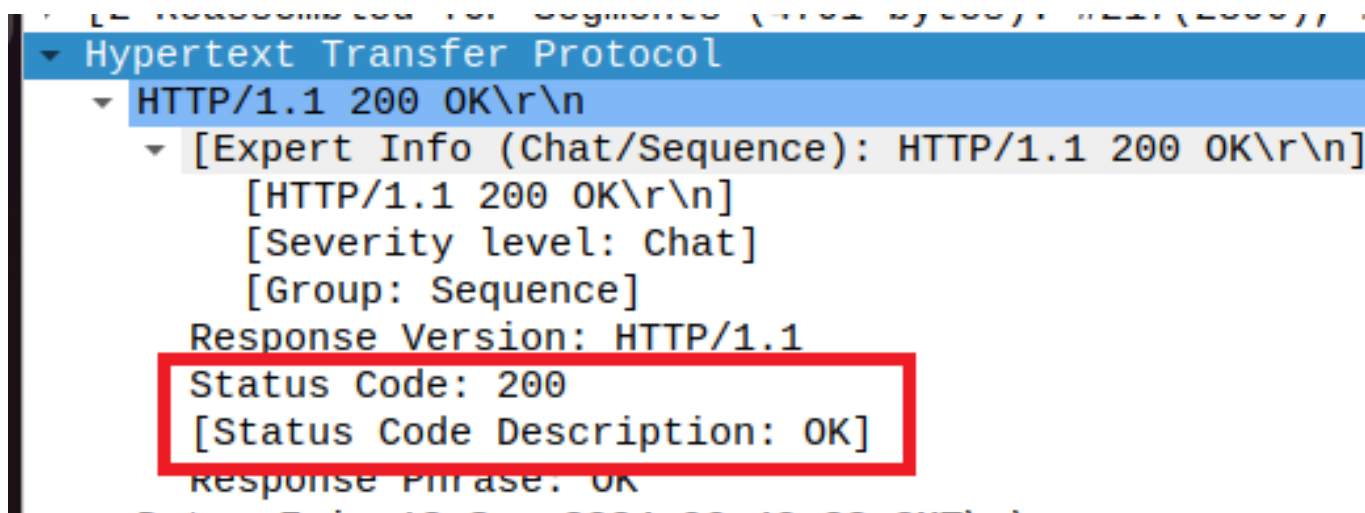 Hypertext Transfer Protocol
HTTP/1.1 200 OK\r\n
[Expert Info (Chat/Sequence): HTTP/1.1 200 OK\r\n]
[HTTP/1.1 200 OK\r\n]
[Severity level: Chat]
[Group: Sequence]
Response Version: HTTP/1.1
Status Code: 200
[Status Code Description: OK]
Response Phrase: OK